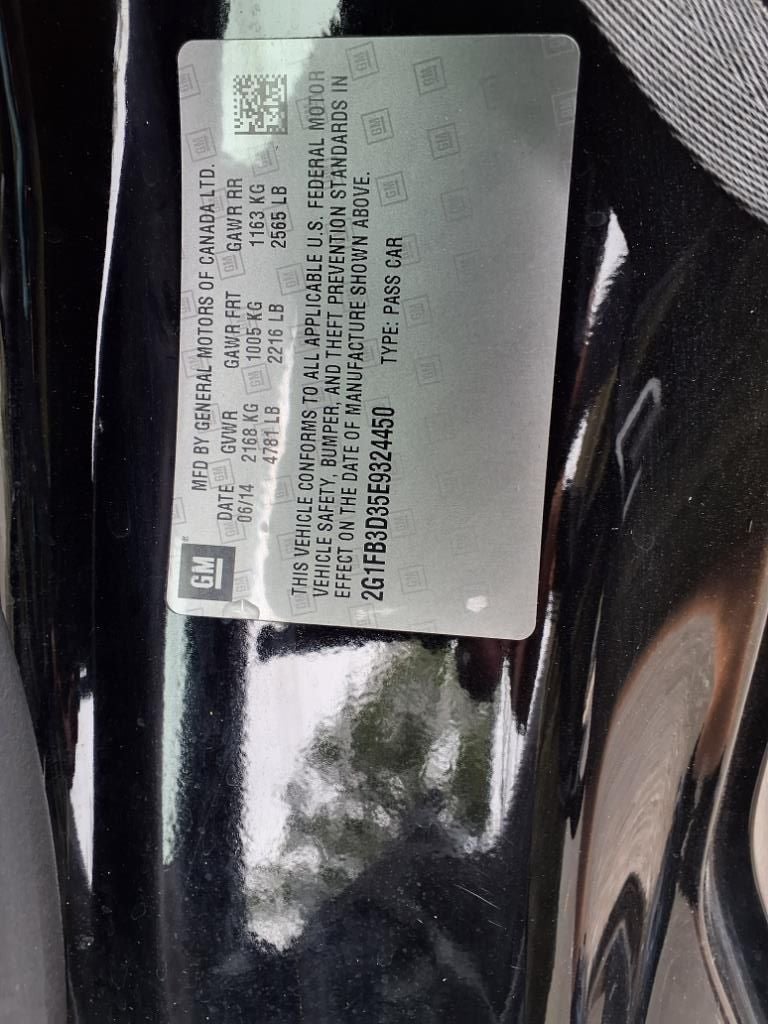 GM
MFD BY GENERAL MOTORS OF CANADA LTD.
DATE GVWR GAWR FRT GAWR RR
06/14 2168 KG 1005 KG 1163 KG
4781 LB 2216 LB 2565 LB
THIS VEHICLE CONFORMS TO ALL APPLICABLE U.S. FEDERAL MOTOR
VEHICLE SAFETY, BUMPER, AND THEFT PREVENTION STANDARDS IN
EFFECT ON THE DATE OF MANUFACTURE SHOWN ABOVE.
2G1FB3D35E9324450 TYPE: PASS CAR